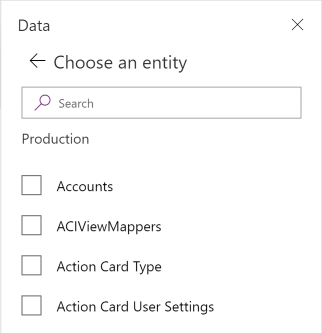 Data
Choose an entity
Search
Production
Accounts
ACIViewMappers
Action Card Type
Action Card User Settings